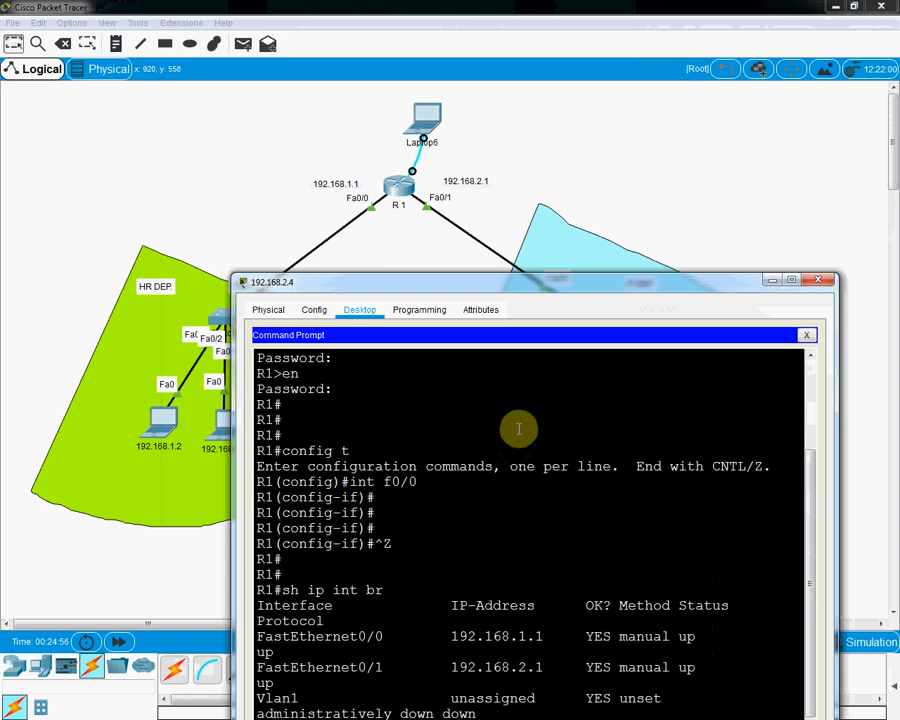 Cisco Packet Tracer
File Edit Options View Tools Extensions Help
Logical Physical x: 920, y: 558 [Root] 12:22:00
Laptop6
192.168.1.1 192.168.2.1
Fa0/0 Fa0/1
R 1
192.168.2.4
HR DEP.
Physical Config Desktop Programming Attributes
Fa0/2
Fa0 Fa0
192.168.1.2 192.168
Command Prompt X
Password:
R1>en
Password:
R1#
R1#
R1#
R1#config t
Enter configuration commands, one per line. End with CNTL/Z.
R1(config)#int f0/0
R1(config-if)#
R1(config-if)#
R1(config-if)#
R1(config-if)#^Z
R1#
R1#
R1#sh ip int br
Interface IP-Address OK? Method Status
Protocol
FastEthernet0/0 192.168.1.1 YES manual up
up
FastEthernet0/1 192.168.2.1 YES manual up
up
Vlan1 unassigned YES unset
administratively down down
Time: 00:24:56 Simulation